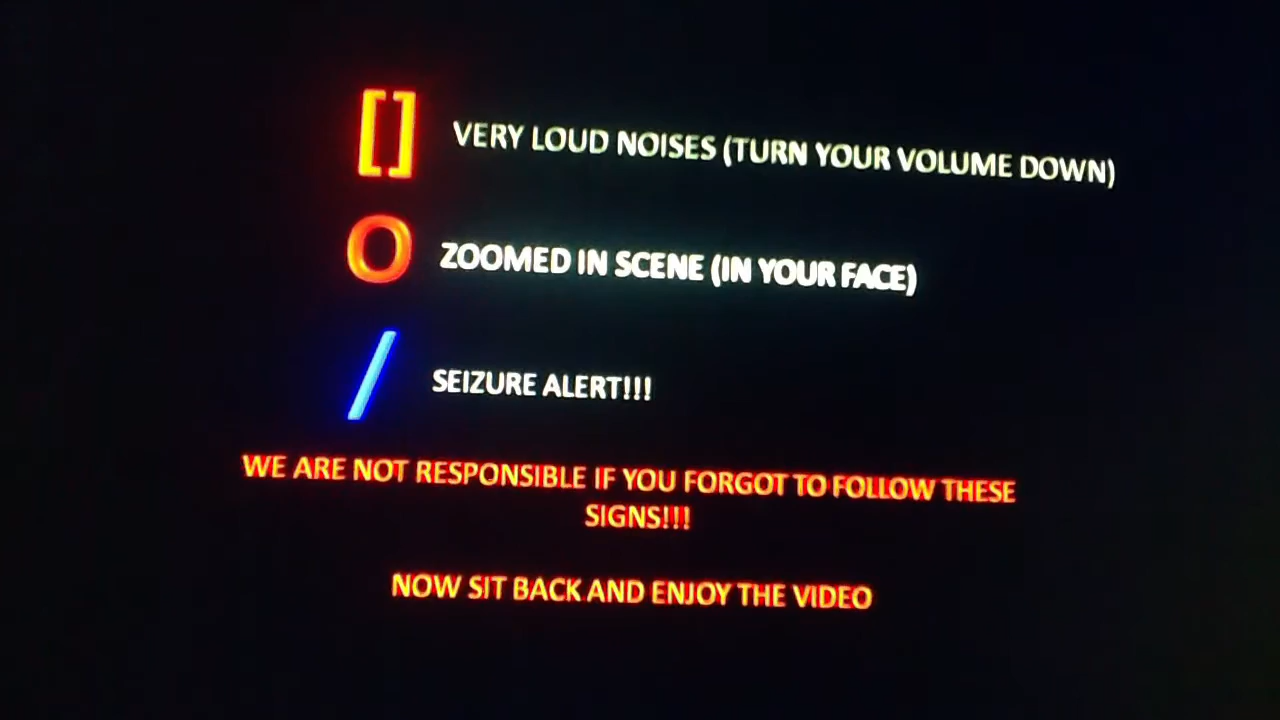 [] VERY LOUD NOISES (TURN YOUR VOLUME DOWN)
O ZOOMED IN SCENE (IN YOUR FACE)
/ SEIZURE ALERT!!!
WE ARE NOT RESPONSIBLE IF YOU FORGOT TO FOLLOW THESE
SIGNS!!!
NOW SIT BACK AND ENJOY THE VIDEO